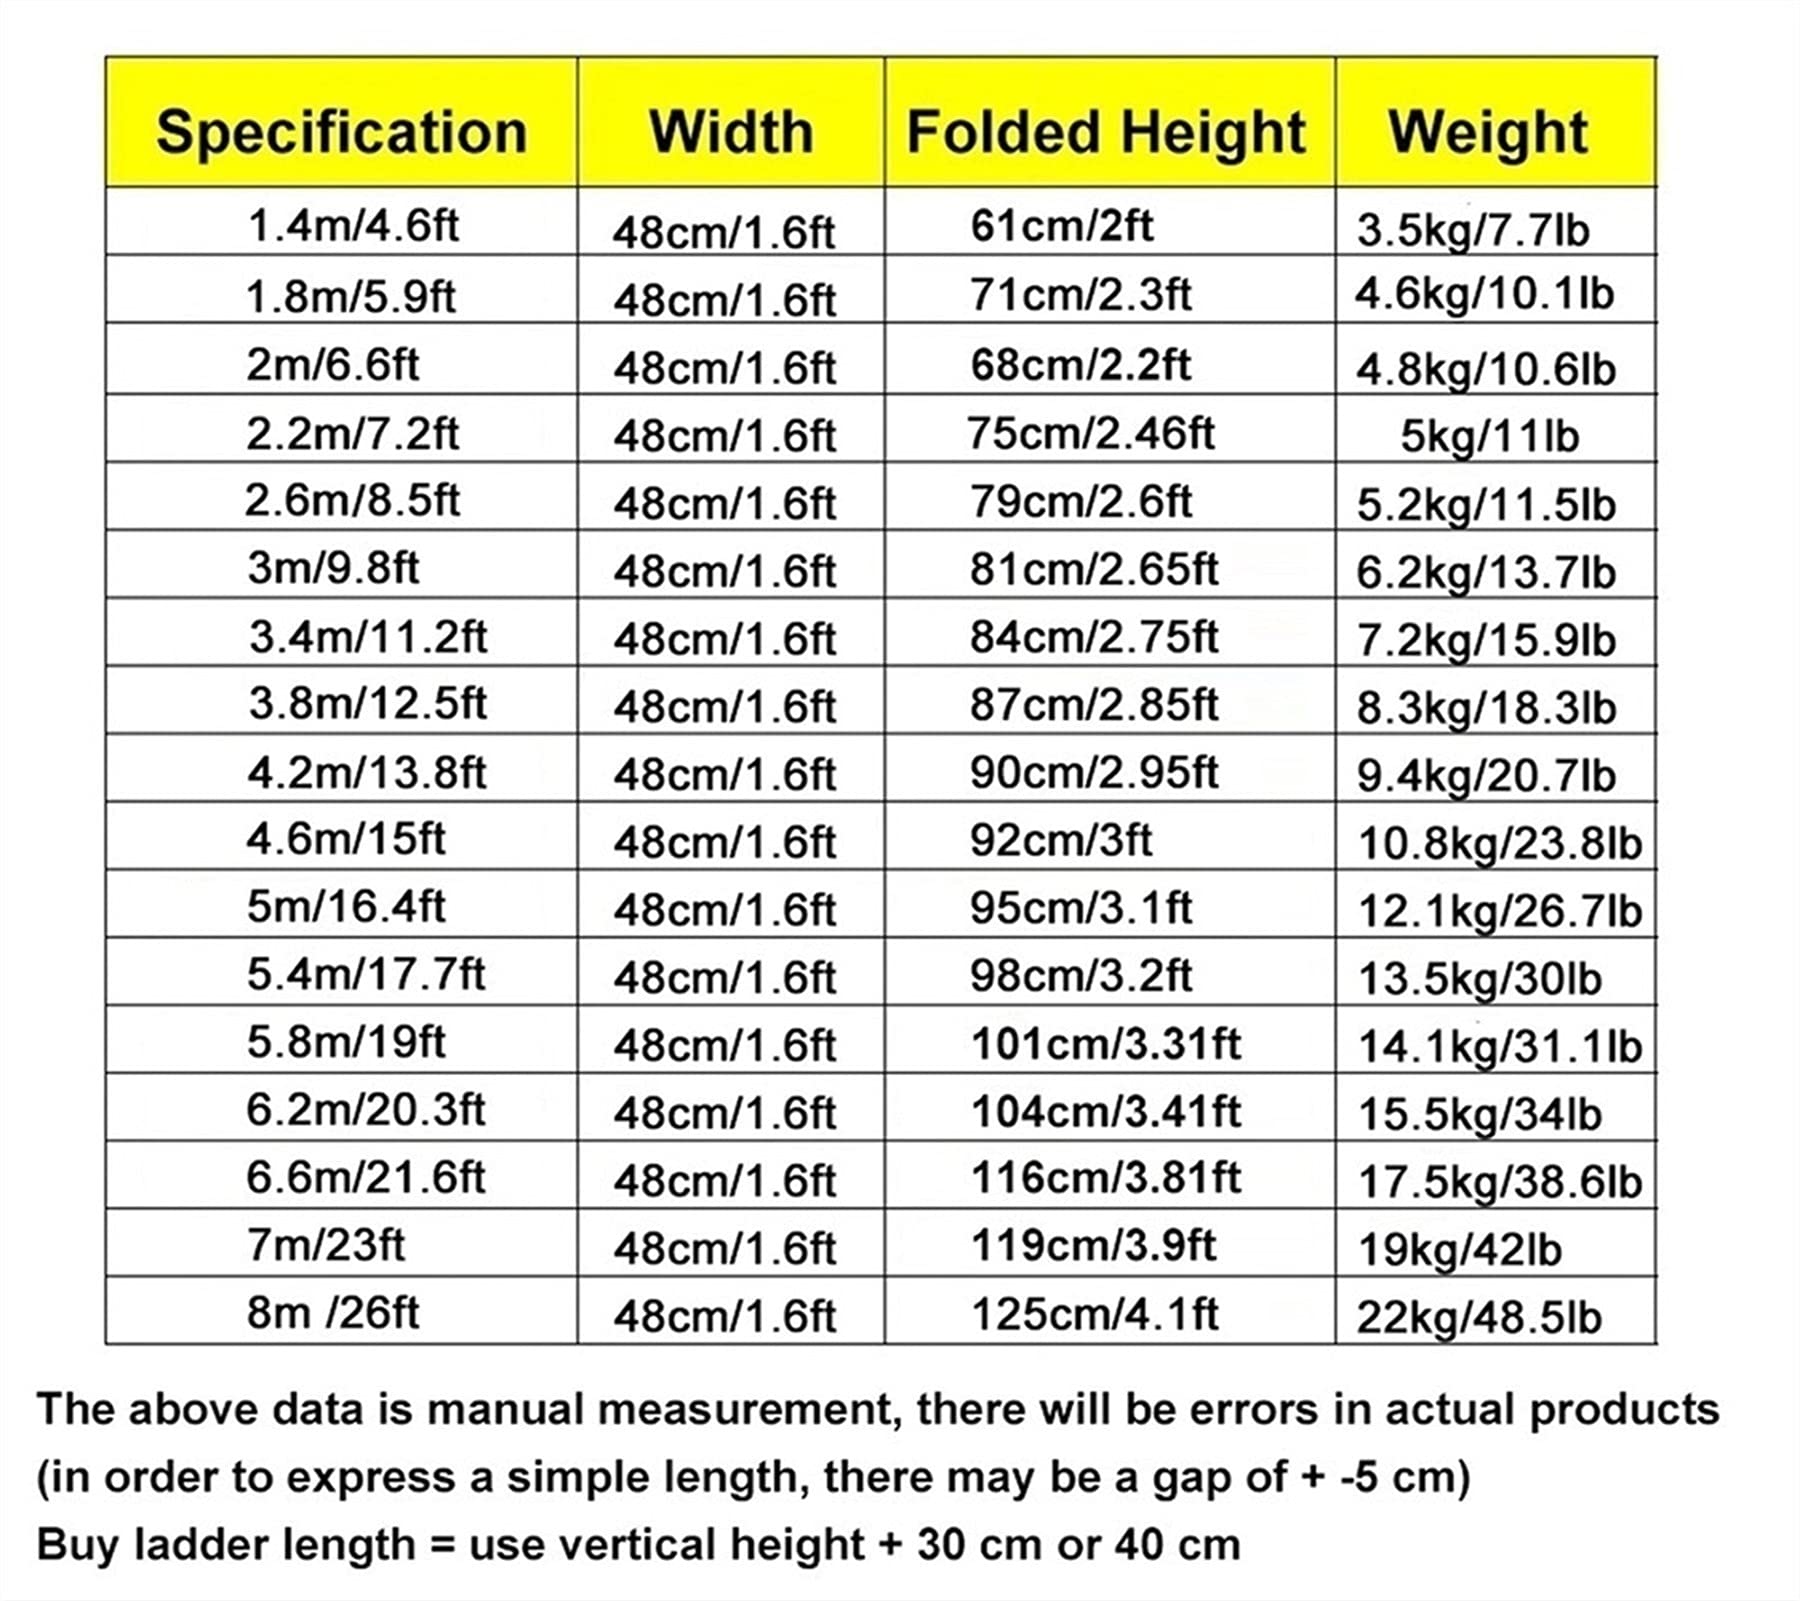 Specification Width Folded Height Weight
1.4m/4.6ft 48cm/1.6ft 61cm/2ft 3.5kg/7.7lb
1.8m/5.9ft 48cm/1.6ft 71cm/2.3ft 4.6kg/10.1lb
2m/6.6ft 48cm/1.6ft 68cm/2.2ft 4.8kg/10.6lb
2.2m/7.2ft 48cm/1.6ft 75cm/2.46ft 5kg/11lb
2.6m/8.5ft 48cm/1.6ft 79cm/2.6ft 5.2kg/11.5lb
3m/9.8ft 48cm/1.6ft 81cm/2.65ft 6.2kg/13.7lb
3.4m/11.2ft 48cm/1.6ft 84cm/2.75ft 7.2kg/15.9lb
3.8m/12.5ft 48cm/1.6ft 87cm/2.85ft 8.3kg/18.3lb
4.2m/13.8ft 48cm/1.6ft 90cm/2.95ft 9.4kg/20.7lb
4.6m/15ft 48cm/1.6ft 92cm/3ft 10.8kg/23.8lb
5m/16.4ft 48cm/1.6ft 95cm/3.1ft 12.1kg/26.7lb
5.4m/17.7ft 48cm/1.6ft 98cm/3.2ft 13.5kg/30lb
5.8m/19ft 48cm/1.6ft 101cm/3.31ft 14.1kg/31.1lb
6.2m/20.3ft 48cm/1.6ft 104cm/3.41ft 15.5kg/34lb
6.6m/21.6ft 48cm/1.6ft 116cm/3.81ft 17.5kg/38.6lb
7m/23ft 48cm/1.6ft 119cm/3.9ft 19kg/42lb
8m /26ft 48cm/1.6ft 125cm/4.1ft 22kg/48.5lb
The above data is manual measurement, there will be errors in actual products
(in order to express a simple length, there may be a gap of + -5 cm)
Buy ladder length = use vertical height + 30 cm or 40 cm